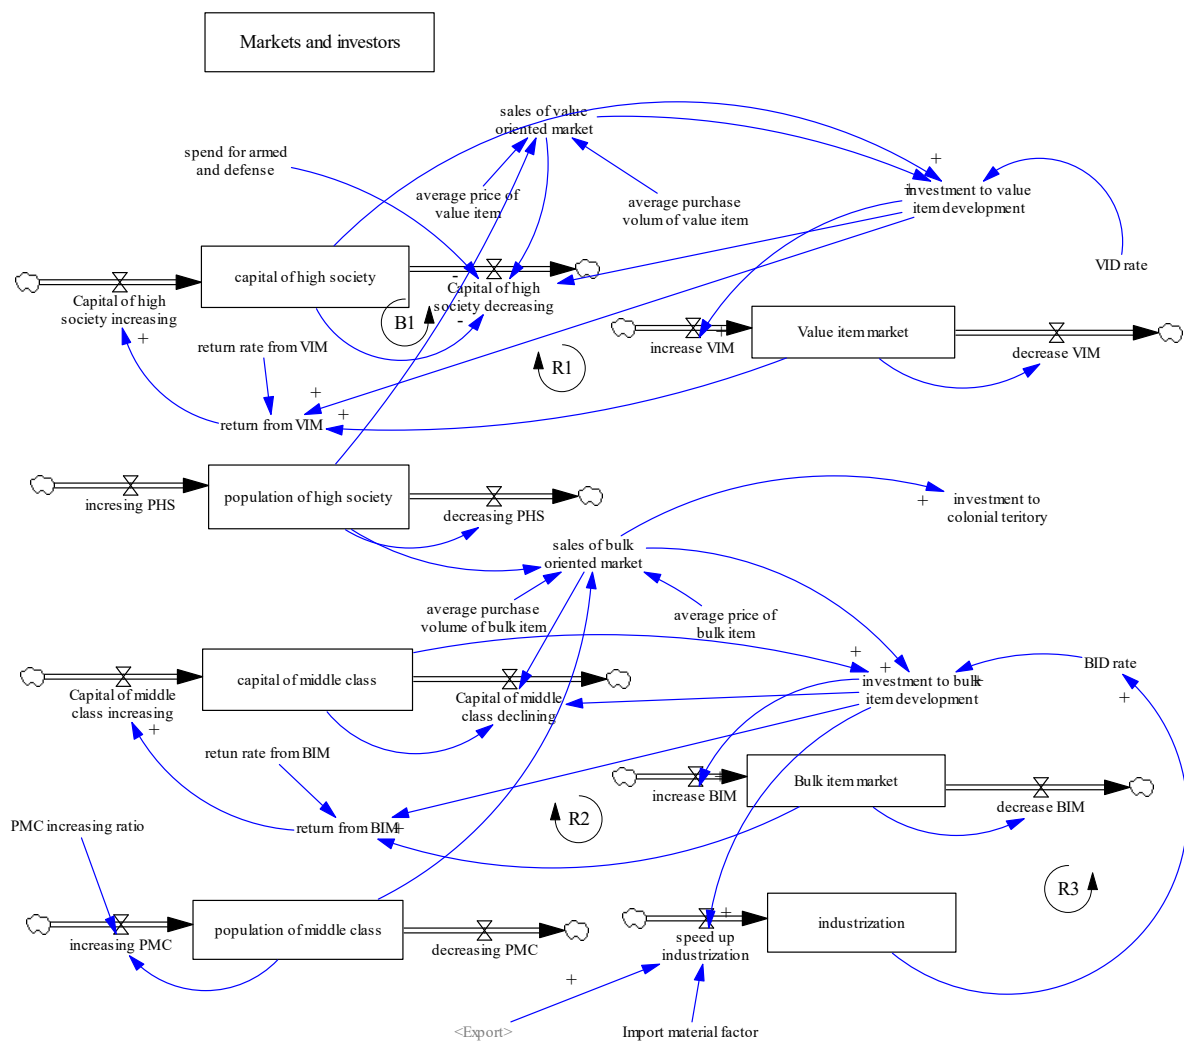 Markets and investors
sales of value
oriented market
spend for armed
and defense
average price of
value item
average purchase
volum of value item
+
investment to value
item development
+
VID rate
capital of high society
-
Capital of high
society decreasing
-
Capital of high
society increasing
+
B1
return rate from VIM
R1
increase VIM
+
Value item market
decrease VIM
+
+
return from VIM
incresing PHS
population of high society
decreasing PHS
+
investment to
colonial teritory
sales of bulk
oriented market
average purchase
volume of bulk item
average price of
bulk item
+
+
investment to bulk
item development
+
BID rate
+
capital of middle class
Capital of middle
class increasing
+
Capital of middle
class declining
retun rate from BIM
increase BIM
+
Bulk item market
decrease BIM
R2
return from BIM
+
PMC increasing ratio
R3
increasing PMC
population of middle class
decreasing PMC
+
speed up
industrization
industrization
+
<Export>
Import material factor